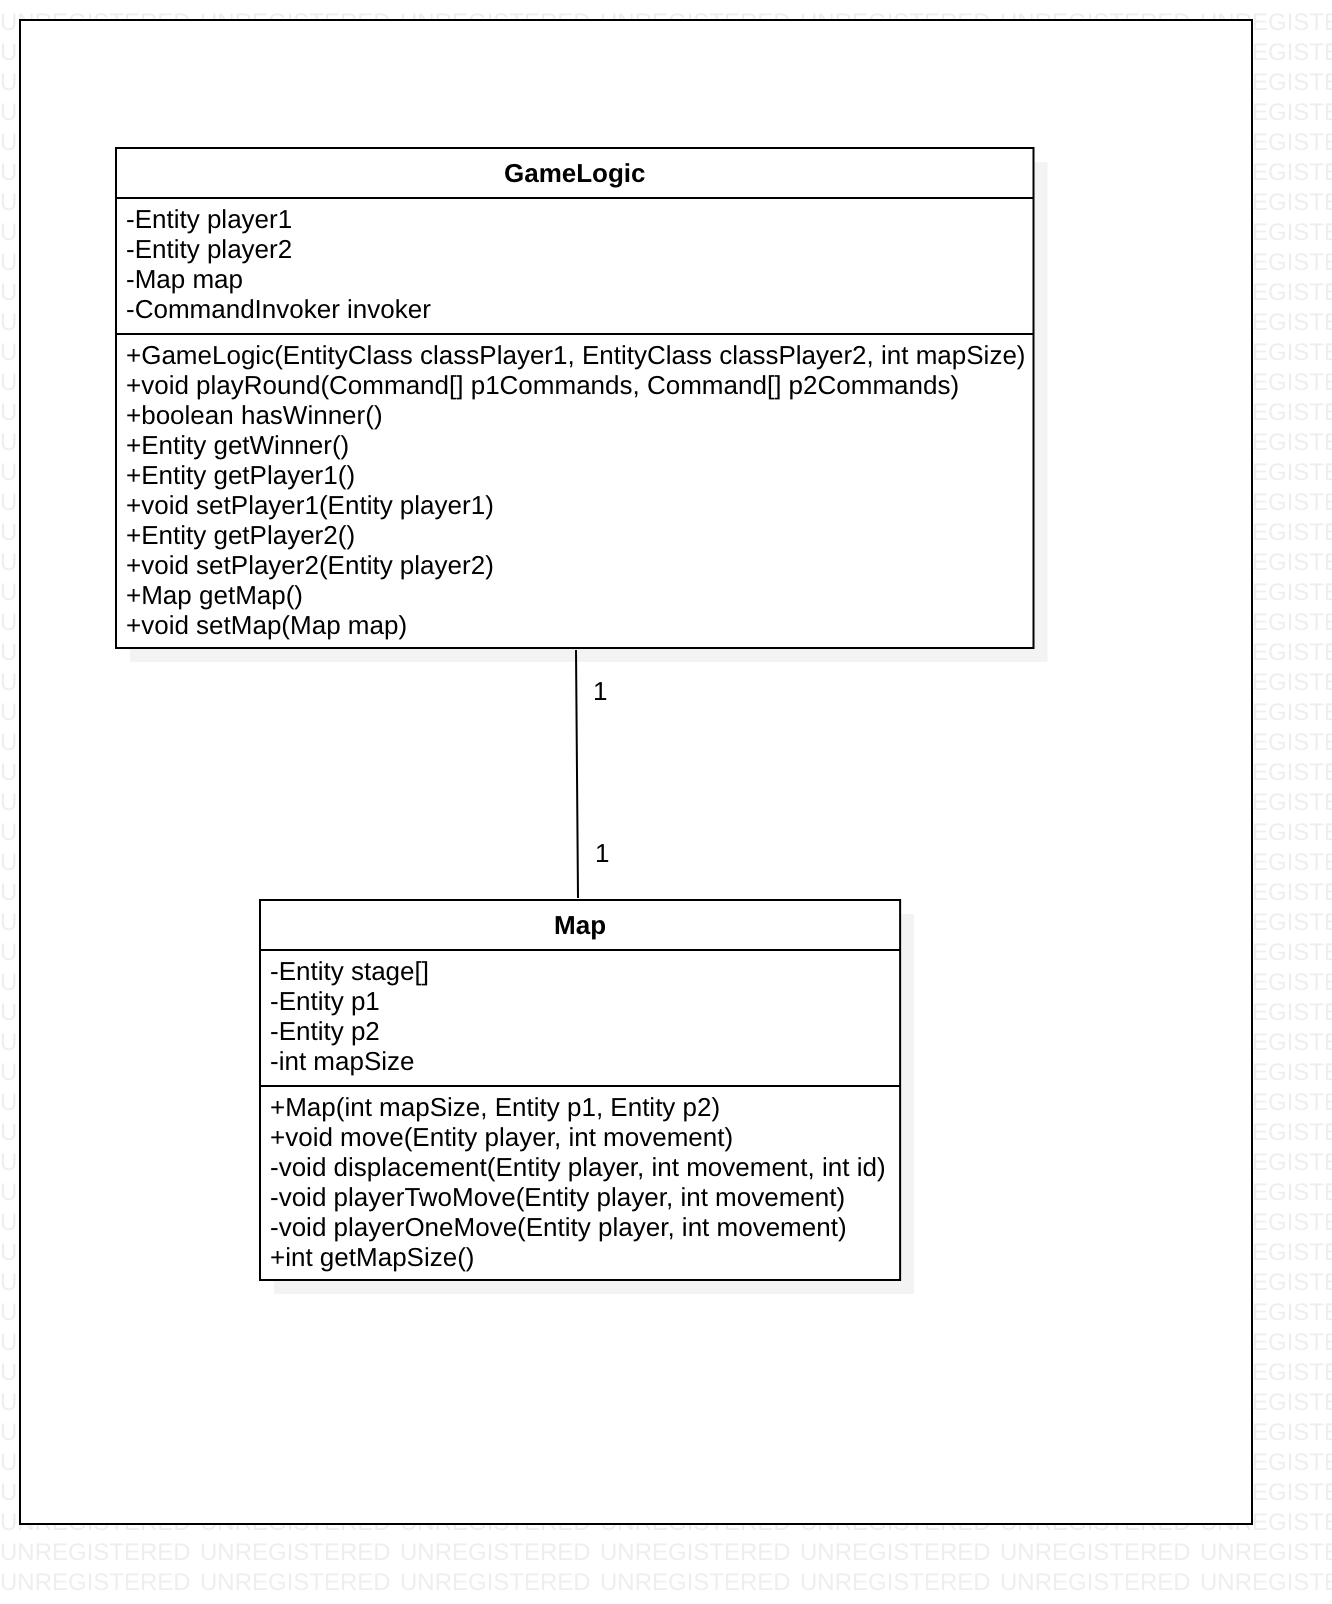 GameLogic
-Entity player1
-Entity player2
-Map map
-CommandInvoker invoker
+GameLogic(EntityClass classPlayer1, EntityClass classPlayer2, int mapSize)
+void playRound(Command[] p1Commands, Command[] p2Commands)
+boolean hasWinner()
+Entity getWinner()
+Entity getPlayer1()
+void setPlayer1(Entity player1)
+Entity getPlayer2()
+void setPlayer2(Entity player2)
+Map getMap()
+void setMap(Map map)
1
1
Map
-Entity stage[]
-Entity p1
-Entity p2
-int mapSize
+Map(int mapSize, Entity p1, Entity p2)
+void move(Entity player, int movement)
-void displacement(Entity player, int movement, int id)
-void playerTwoMove(Entity player, int movement)
-void playerOneMove(Entity player, int movement)
+int getMapSize()
UNREGISTERED UNREGISTERED UNREGISTERED UNREGISTERED UNREGISTERED UNREGISTERED
UNREGISTERED UNREGISTERED UNREGISTERED UNREGISTERED UNREGISTERED UNREGISTERED